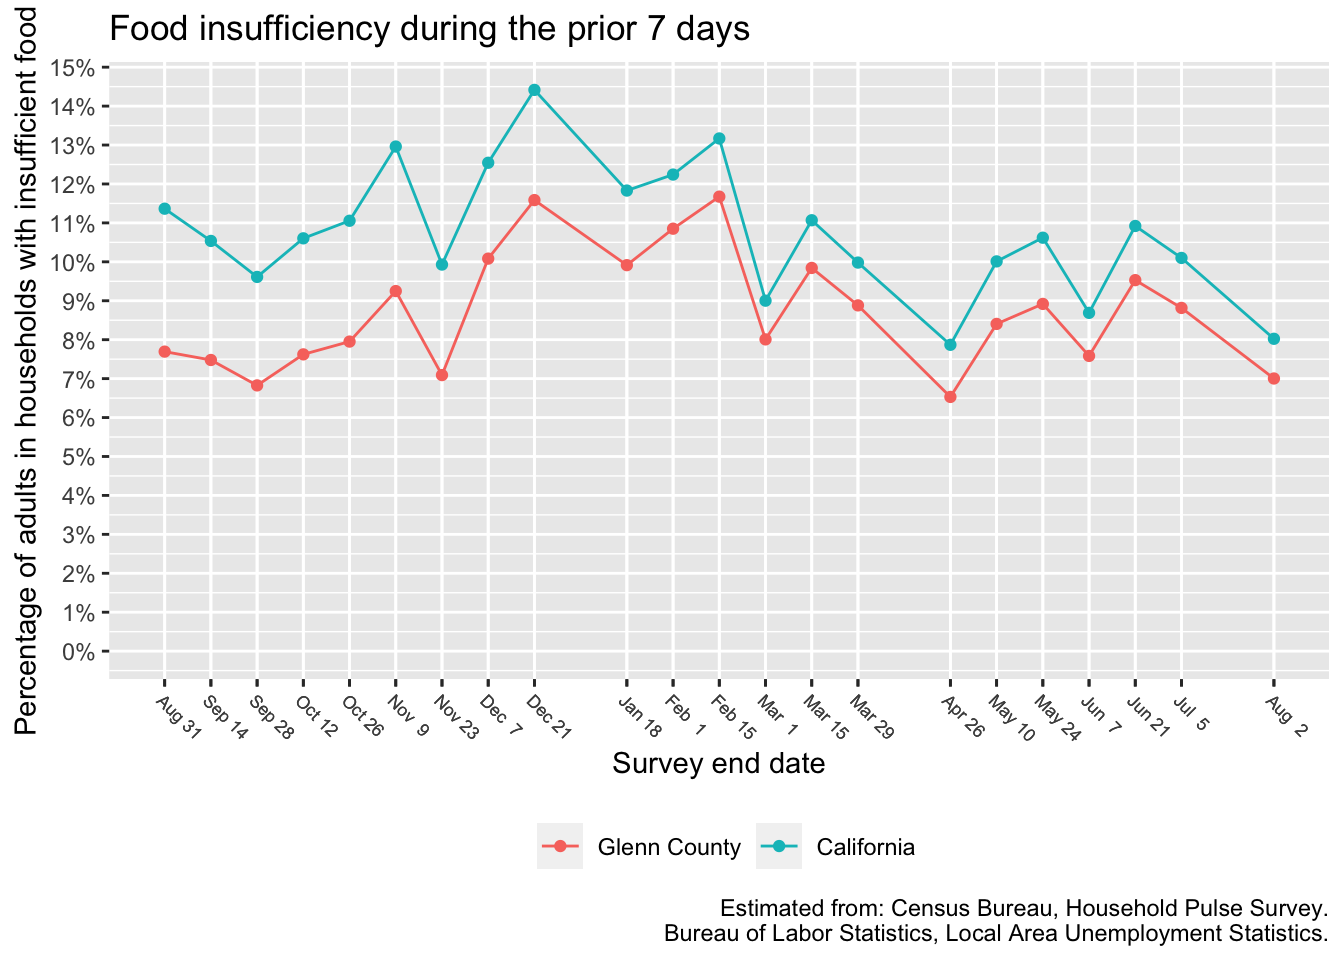 Food insufficiency during the prior 7 days
Percentage of adults in households with insufficient food
15%
14%
13%
12%
11%
10%
9%
8%
7%
6%
5%
4%
3%
2%
1%
0%
Aug 31
Sep 14
Sep 28
Oct 12
Oct 26
Nov 9
Nov 23
Dec 7
Dec 21
Jan 18
Feb 1
Feb 15
Mar 1
Mar 15
Mar 29
Apr 26
May 10
May 24
Jun 7
Jun 21
Jul 5
Aug 2
Survey end date
Glenn County
California
Estimated from: Census Bureau, Household Pulse Survey.
Bureau of Labor Statistics, Local Area Unemployment Statistics.